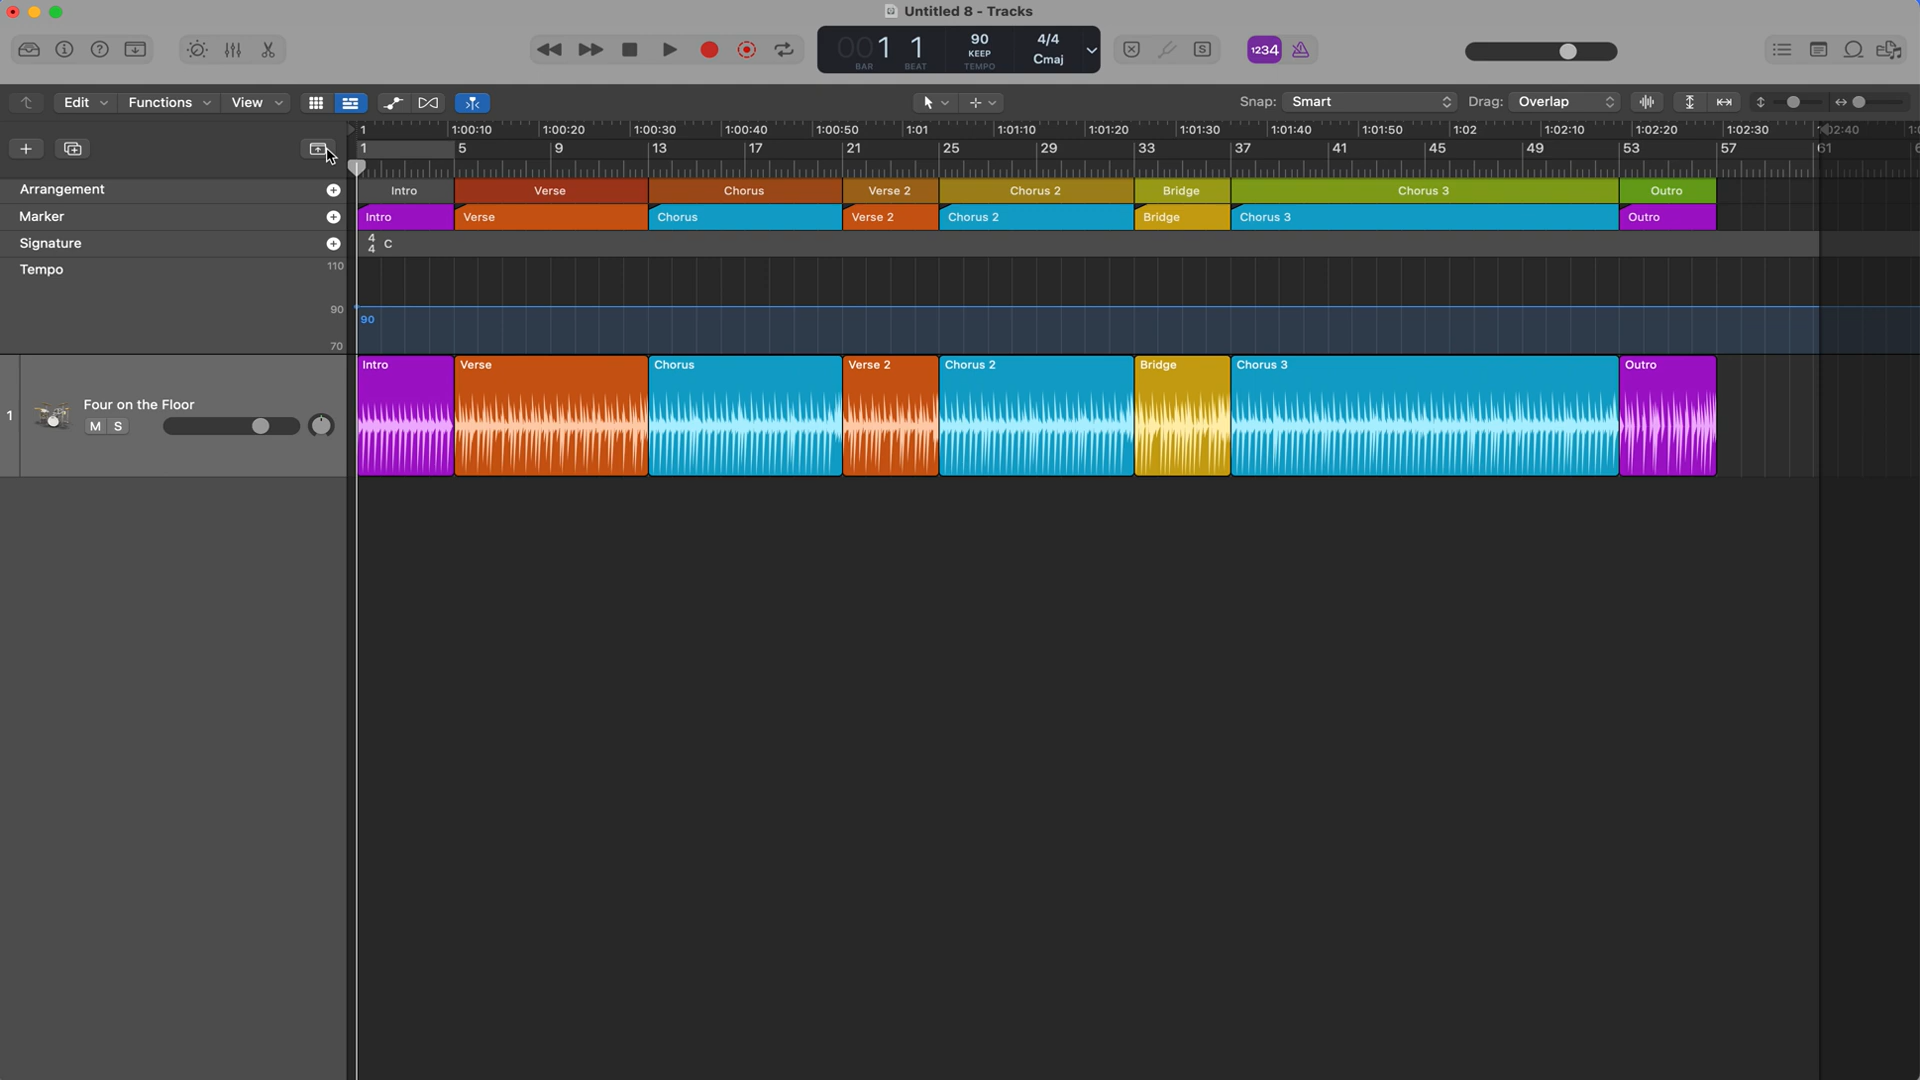 Untitled 8 - Tracks
001 1 90 KEEP 4/4 Cmaj
BAR BEAT TEMPO
1234
Edit Functions View Snap: Smart Drag: Overlap
1 1:00:10 1:00:20 1:00:30 1:00:40 1:00:50 1:01 1:01:10 1:01:20 1:01:30 1:01:40 1:01:50 1:02 1:02:10 1:02:20 1:02:30 1:02:40
1 5 9 13 17 21 25 29 33 37 41 45 49 53 57 61
Arrangement Intro Verse Chorus Verse 2 Chorus 2 Bridge Chorus 3 Outro
Marker Intro Verse Chorus Verse 2 Chorus 2 Bridge Chorus 3 Outro
Signature 4 4 C
Tempo 110
90
90
70
Intro Verse Chorus Verse 2 Chorus 2 Bridge Chorus 3 Outro
1 Four on the Floor
M S